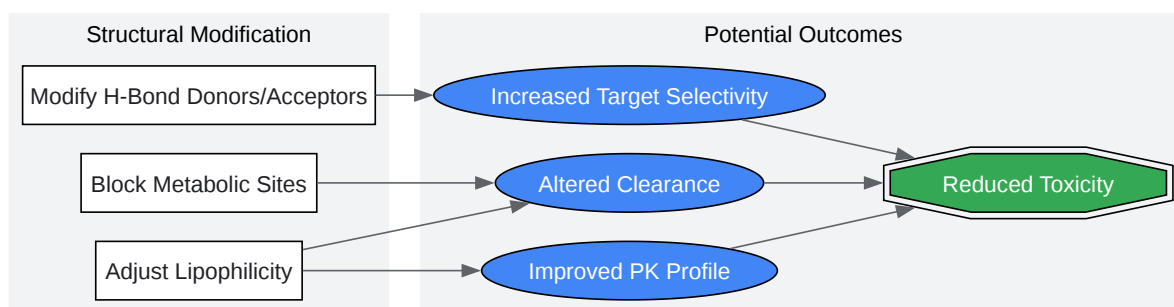 Structural Modification
Potential Outcomes
Modify H-Bond Donors/Acceptors
Increased Target Selectivity
Block Metabolic Sites
Altered Clearance
Reduced Toxicity
Adjust Lipophilicity
Improved PK Profile